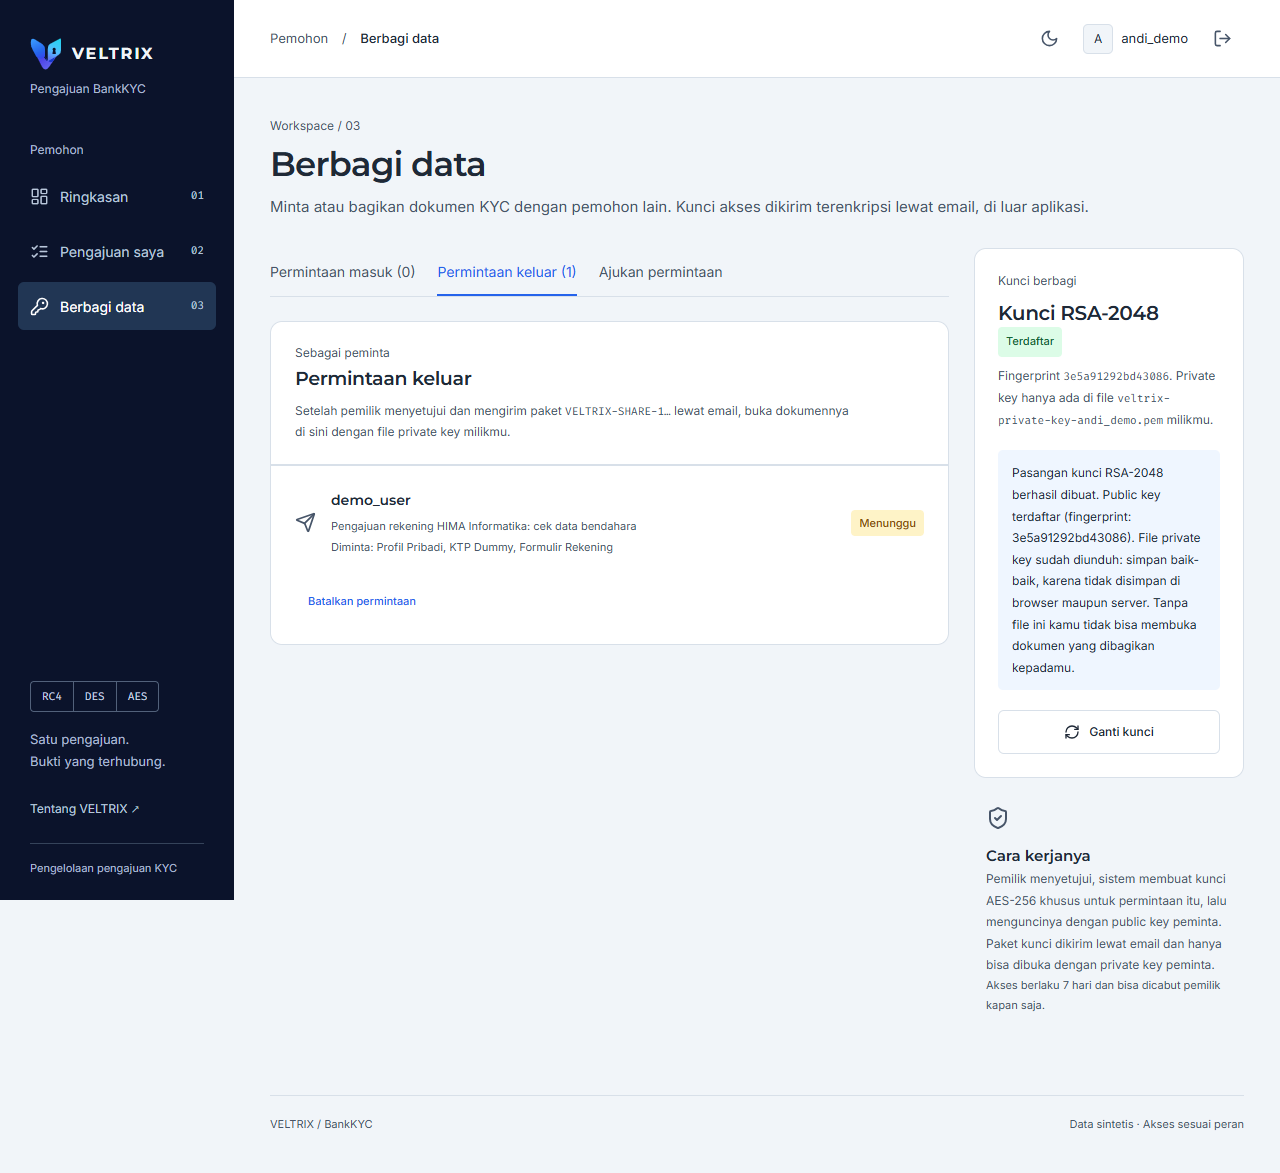 VELTRIX
Pengajuan BankKYC
Pemohon
Ringkasan 01
Pengajuan saya 02
Berbagi data 03
RC4 DES AES
Satu pengajuan.
Bukti yang terhubung.
Tentang VELTRIX ↗
Pengelolaan pengajuan KYC
Pemohon / Berbagi data
A andi_demo
Workspace / 03
Berbagi data
Minta atau bagikan dokumen KYC dengan pemohon lain. Kunci akses dikirim terenkripsi lewat email, di luar aplikasi.
Permintaan masuk (0) Permintaan keluar (1) Ajukan permintaan
Sebagai peminta
Permintaan keluar
Setelah pemilik menyetujui dan mengirim paket VELTRIX-SHARE-1… lewat email, buka dokumennya
di sini dengan file private key milikmu.
demo_user
Pengajuan rekening HIMA Informatika: cek data bendahara
Diminta: Profil Pribadi, KTP Dummy, Formulir Rekening
Menunggu
Batalkan permintaan
Kunci berbagi
Kunci RSA-2048
Terdaftar
Fingerprint 3e5a91292bd43086. Private
key hanya ada di file veltrix-
private-key-andi_demo.pem milikmu.
Pasangan kunci RSA-2048
berhasil dibuat. Public key
terdaftar (fingerprint:
3e5a91292bd43086). File private
key sudah diunduh: simpan baik-
baik, karena tidak disimpan di
browser maupun server. Tanpa
file ini kamu tidak bisa membuka
dokumen yang dibagikan
kepadamu.
Ganti kunci
Cara kerjanya
Pemilik menyetujui, sistem membuat kunci
AES-256 khusus untuk permintaan itu, lalu
menguncinya dengan public key peminta.
Paket kunci dikirim lewat email dan hanya
bisa dibuka dengan private key peminta.
Akses berlaku 7 hari dan bisa dicabut pemilik
kapan saja.
VELTRIX / BankKYC
Data sintetis · Akses sesuai peran